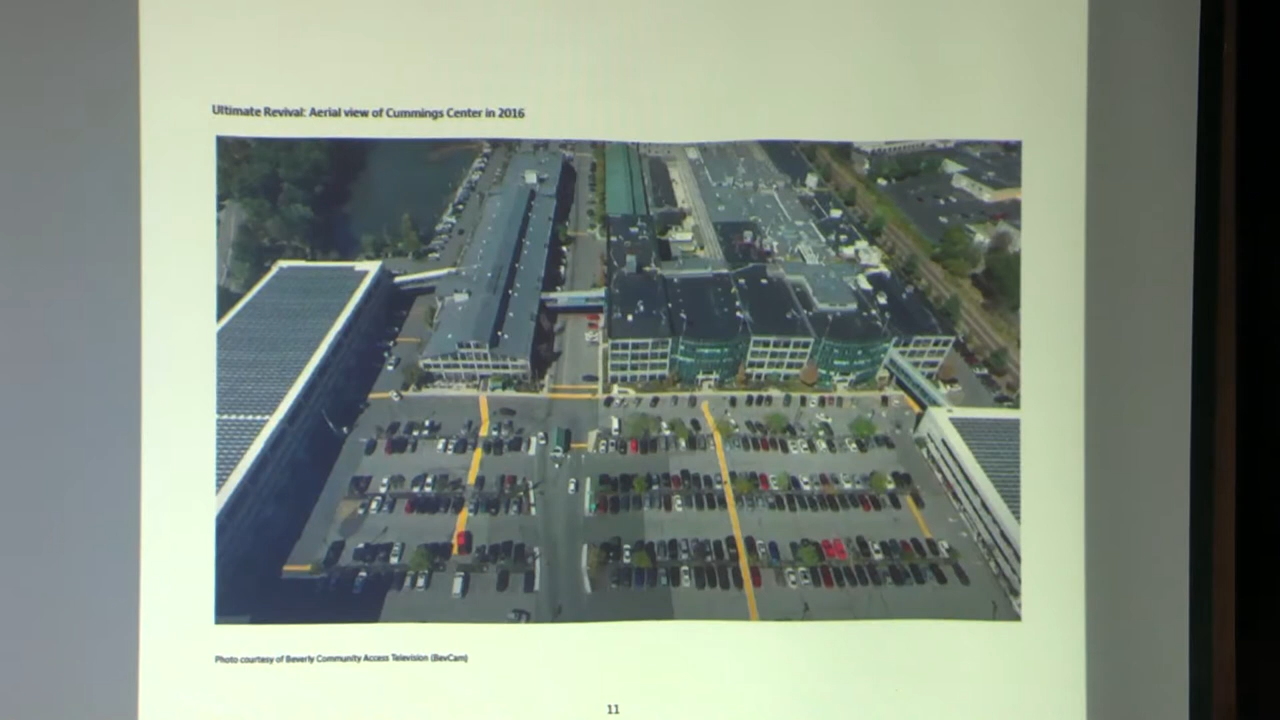 Ultimate Revival: Aerial view of Cummings Center in 2016
Photo courtesy of Beverly Community Access Television (BevCam)
11